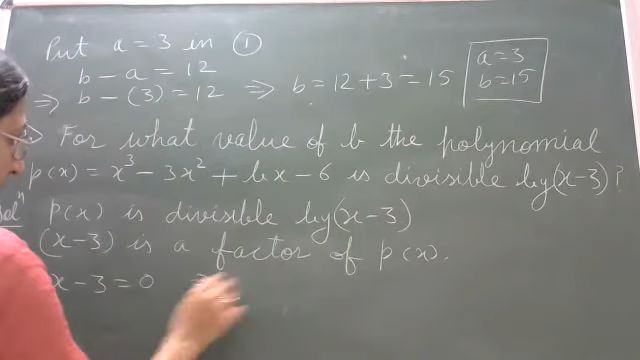 Put a = 3 in ①
b - a = 12
⇒ b - (3) = 12 ⇒ b = 12 + 3 = 15
a = 3
b = 15
For what value of b the polynomial
p(x) = x³ - 3x² + bx - 6 is divisible by (x-3)?
Solⁿ p(x) is divisible by (x-3)
(x-3) is a factor of p(x).
x - 3 = 0